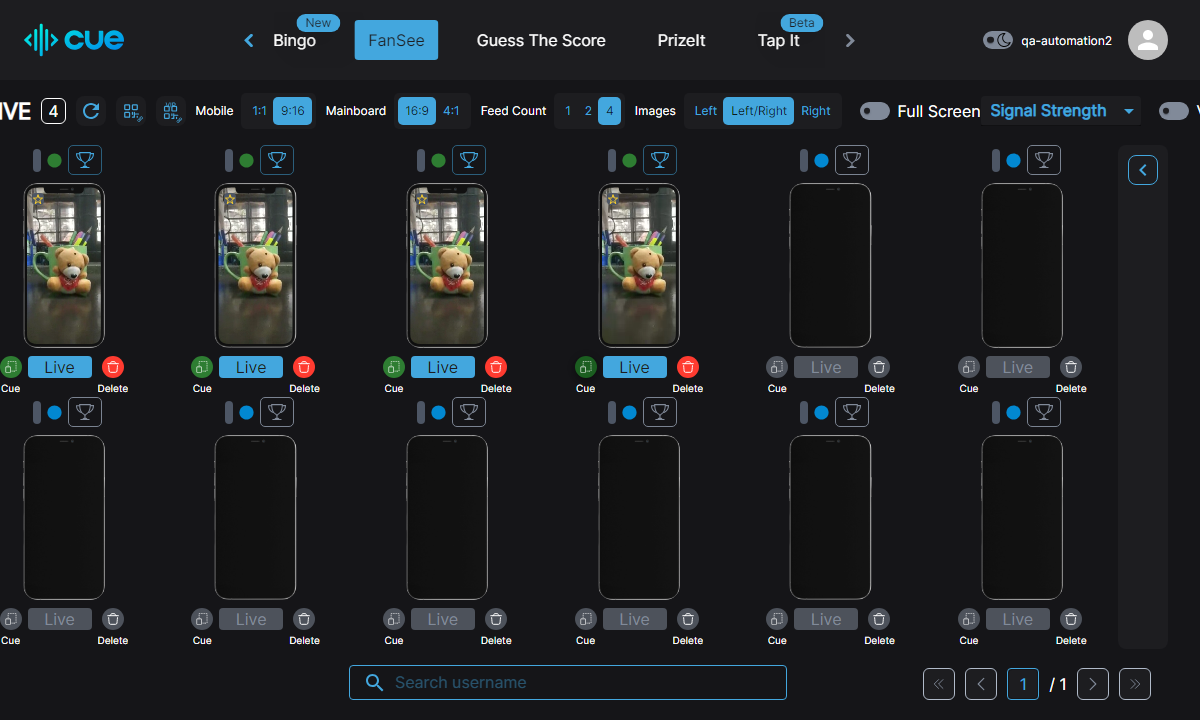 cue
Bingo
New
FanSee
Guess The Score
PrizeIt
Tap It
Beta
qa-automation2
IVE
4
Mobile
1:1
9:16
Mainboard
16:9
4:1
Feed Count
1
2
4
Images
Left
Left/Right
Right
Full Screen
Signal Strength
Live
Live
Live
Live
Live
Live
Cue
Delete
Cue
Delete
Cue
Delete
Cue
Delete
Cue
Delete
Cue
Delete
Live
Live
Live
Live
Live
Live
Cue
Delete
Cue
Delete
Cue
Delete
Cue
Delete
Cue
Delete
Cue
Delete
Search username
1
/ 1